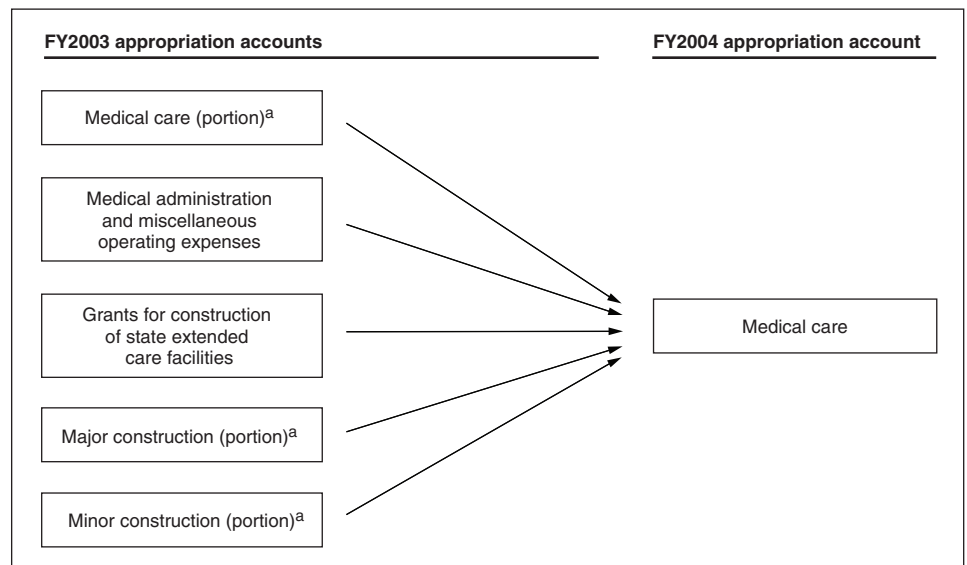 FY2003 appropriation accounts
FY2004 appropriation account
Medical care (portion)a
Medical administration
and miscellaneous
operating expenses
Grants for construction
of state extended
care facilities
Medical care
Major construction (portion)a
Minor construction (portion)a